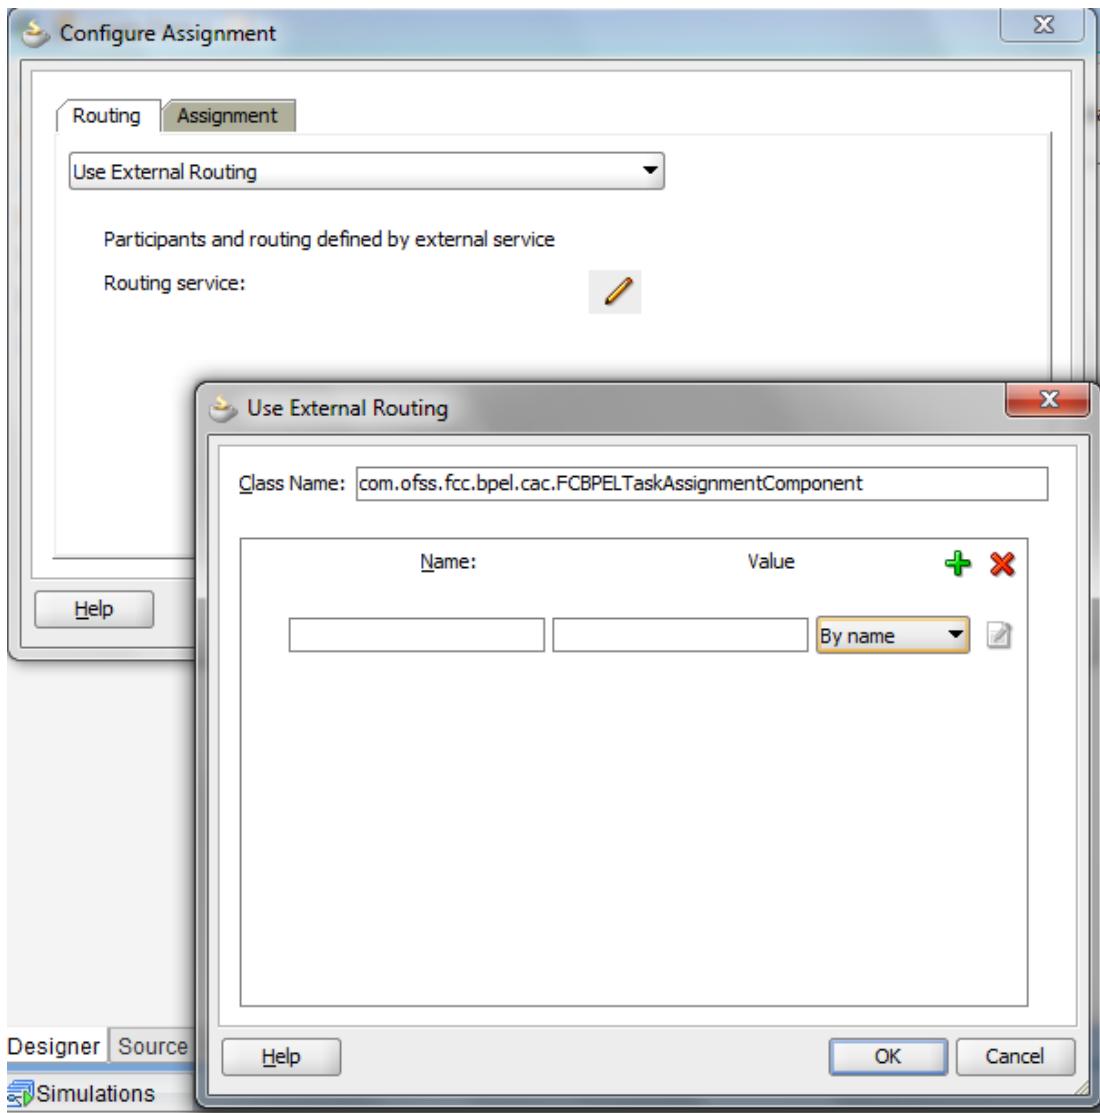 Configure Assignment
Routing
Assignment
Use External Routing
Participants and routing defined by external service
Routing service:
Use External Routing
Class Name: com.ofss.fcc.bpel.cac.FCBPELTaskAssignmentComponent
Name: Value
By name
Help
Help OK Cancel
Designer Source
Simulations